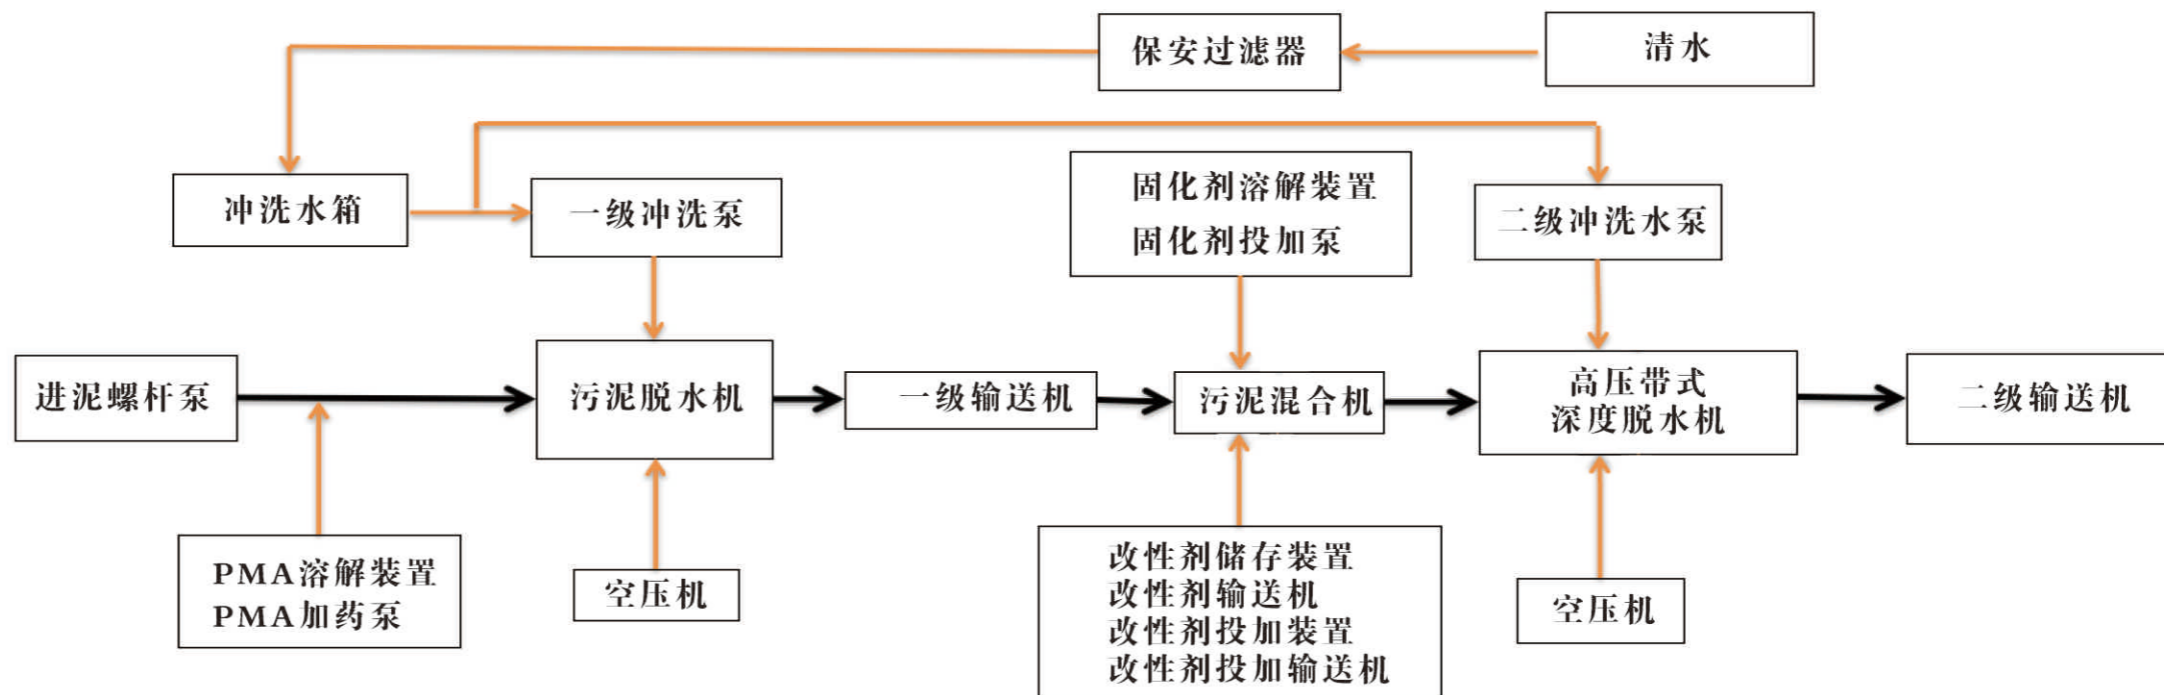 保安过滤器
清水
冲洗水箱
一级冲洗泵
固化剂溶解装置
固化剂投加泵
二级冲洗水泵
进泥螺杆泵
污泥脱水机
一级输送机
污泥混合机
高压带式
深度脱水机
二级输送机
PMA溶解装置
PMA加药泵
空压机
改性剂储存装置
改性剂输送机
改性剂投加装置
改性剂投加输送机
空压机